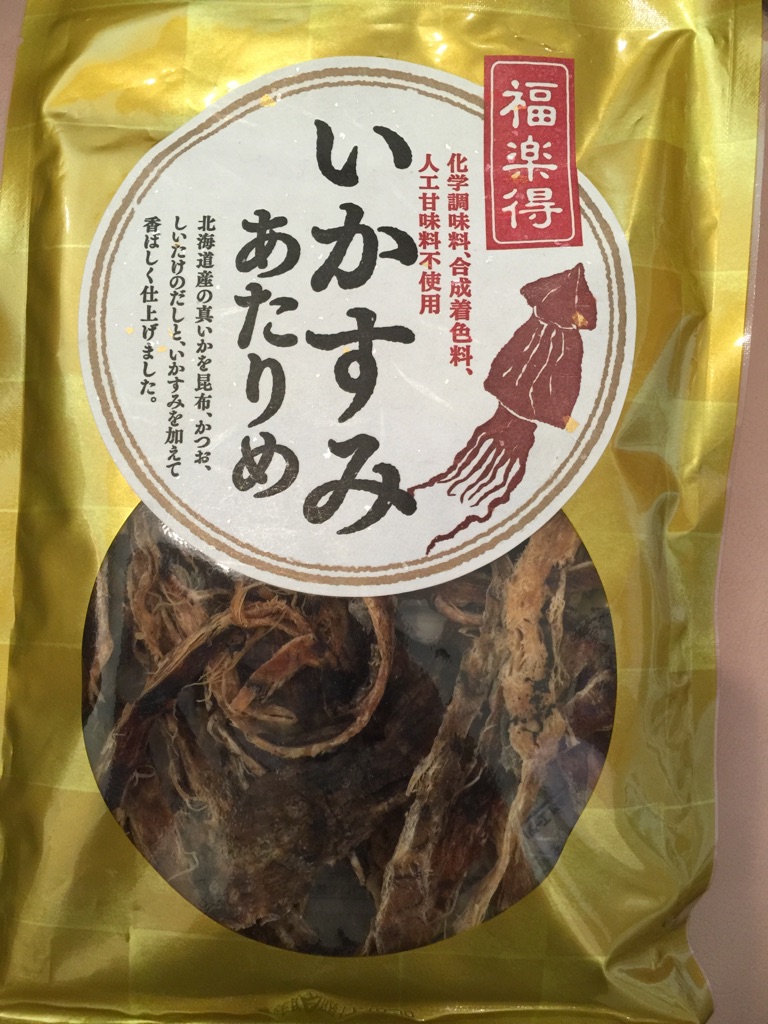 福楽得
化学調味料、合成着色料、
人工甘味料不使用
いかすみ
あたりめ
北海道産の真いかを昆布、かつお、
しいたけのだしと、いかすみを加えて
香ばしく仕上げました。